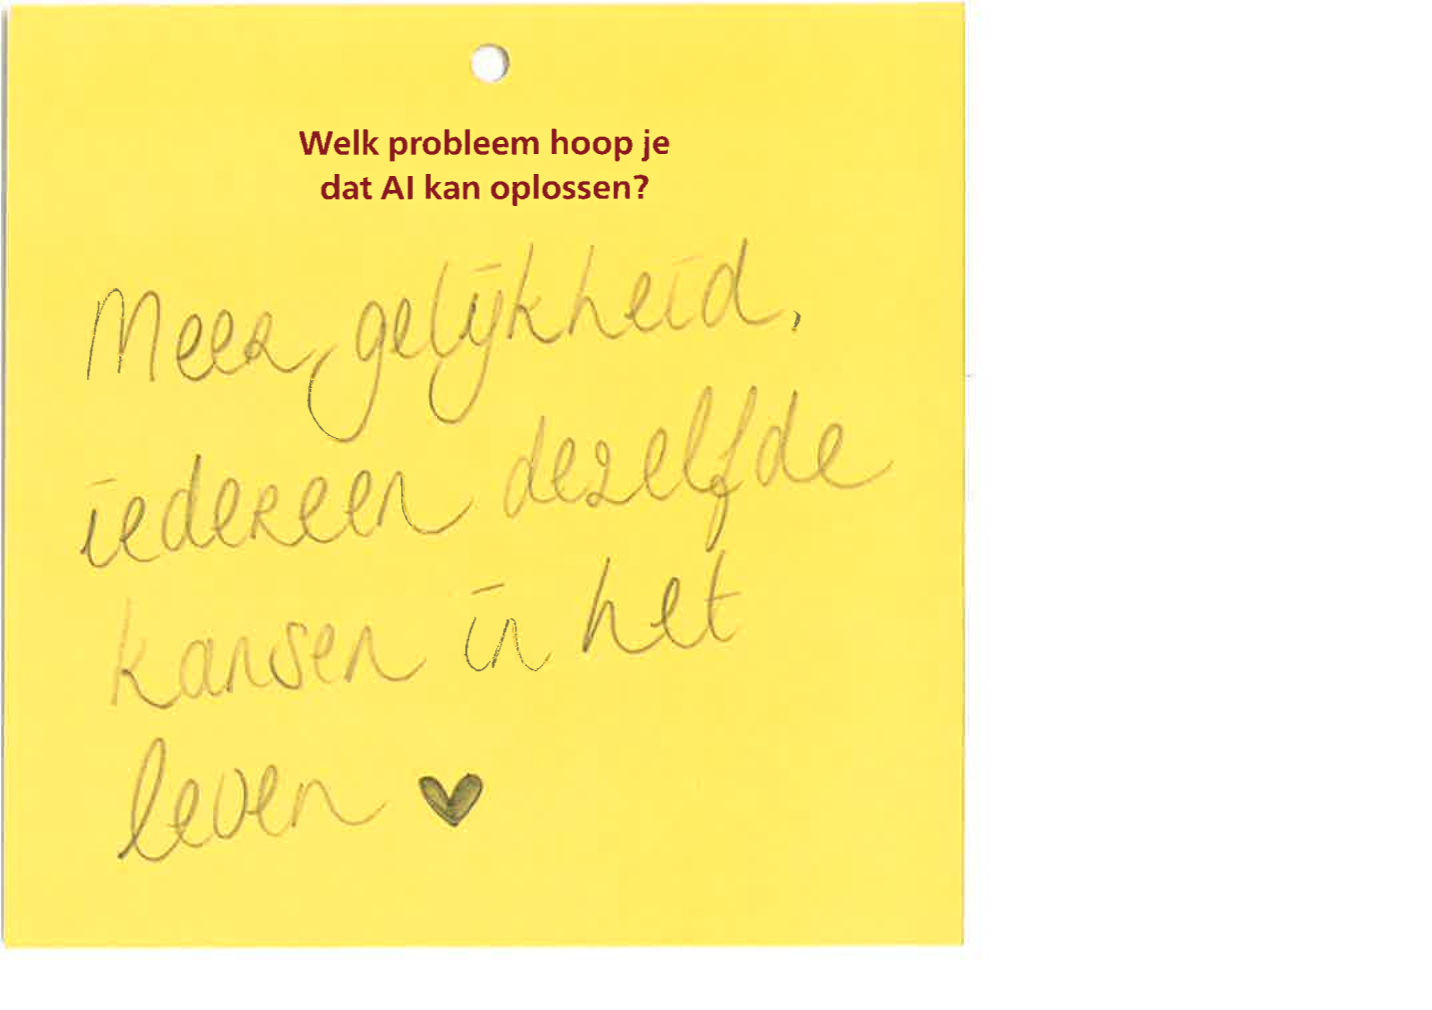 Welk probleem hoop je
dat AI kan oplossen?
Meer gelijkheid,
iedereen dezelfde
kansen in het
leven ♥